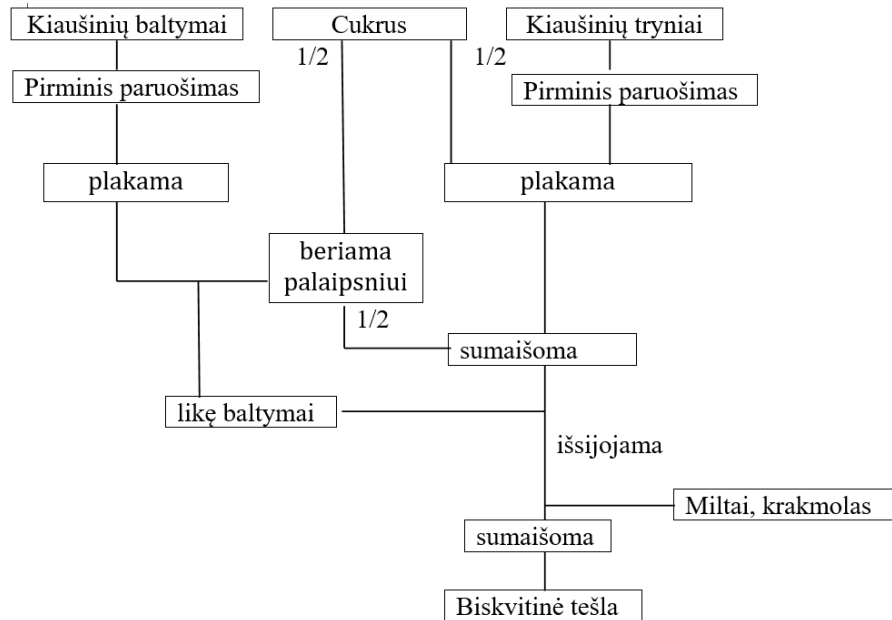 Kiaušinių baltymai
Cukrus
Kiaušinių tryniai
1/2
1/2
Pirminis paruošimas
Pirminis paruošimas
plakama
plakama
beriama
palaipsniui
1/2
sumaišoma
likę baltymai
išsijojama
Miltai, krakmolas
sumaišoma
Biskvitinė tešla